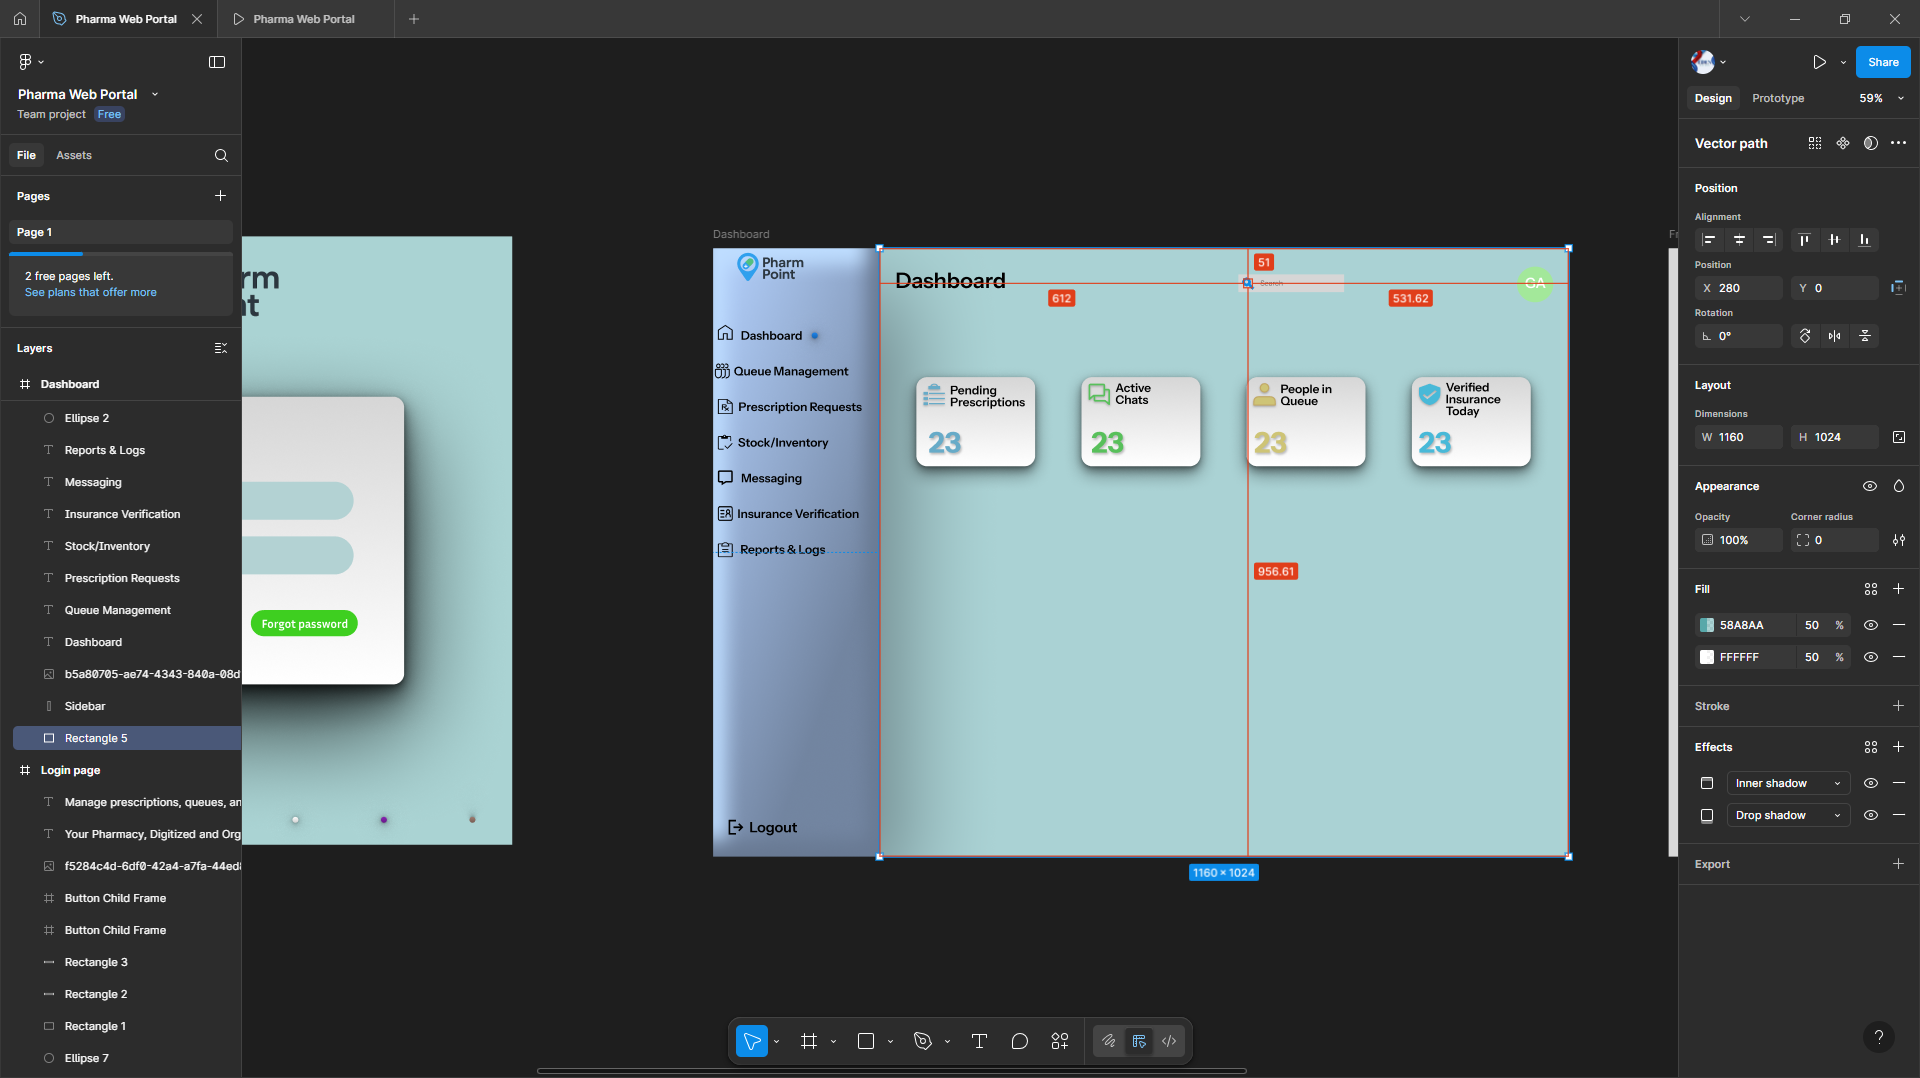 Pharma Web Portal
Pharma Web Portal
Pharma Web Portal
Team project Free
File Assets
Pages
Page 1
2 free pages left.
See plans that offer more
Layers
Dashboard
Ellipse 2
Reports & Logs
Messaging
Insurance Verification
Stock/Inventory
Prescription Requests
Queue Management
Dashboard
b5a80705-ae74-4343-840a-08d
Sidebar
Rectangle 5
Login page
Manage prescriptions, queues, an
Your Pharmacy, Digitized and Org
f5284c4d-6df0-42a4-a7fa-44ed
Button Child Frame
Button Child Frame
Rectangle 3
Rectangle 2
Rectangle 1
Ellipse 7
rm
nt
Forgot password
Dashboard
Pharm
Point
Dashboard
Queue Management
Prescription Requests
Stock/Inventory
Messaging
Insurance Verification
Reports & Logs
Logout
Dashboard
51
Search
GA
612
531.62
Pending
Prescriptions
23
Active
Chats
23
People in
Queue
23
Verified
Insurance
Today
23
956.61
1160 × 1024
Fr
Share
Design Prototype 59%
Vector path
Position
Alignment
Position
X 280 Y 0
Rotation
0°
Layout
Dimensions
W 1160 H 1024
Appearance
Opacity Corner radius
100% 0
Fill
58A8AA 50 %
FFFFFF 50 %
Stroke
Effects
Inner shadow
Drop shadow
Export
?